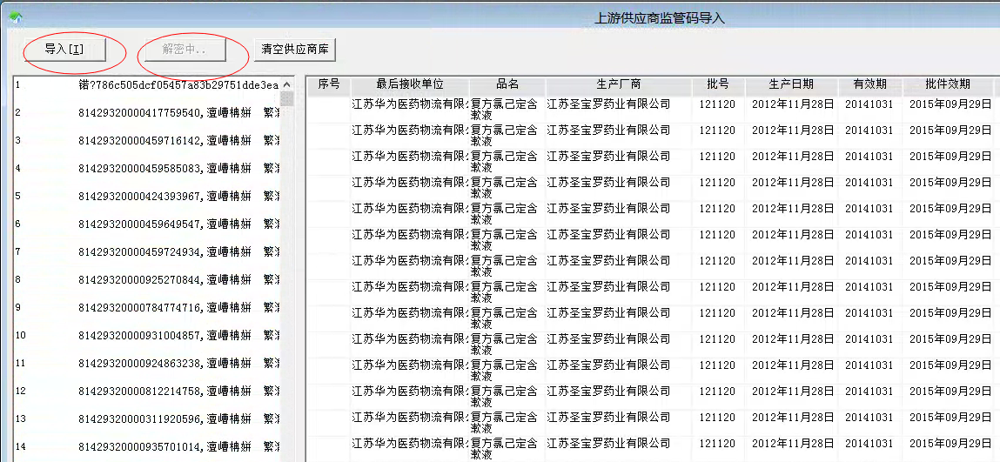 上游供应商监管码导入
导入[I]
解密中..
清空供应商库
1 锘?786c505dcf05457a83b29751dde3ea
2 81429320000417759540,澶嶆柟姘 繁
3 81429320000459716142,澶嶆柟姘 繁
4 81429320000459585083,澶嶆柟姘 繁
5 81429320000424393967,澶嶆柟姘 繁
6 81429320000459649547,澶嶆柟姘 繁
7 81429320000459724934,澶嶆柟姘 繁
8 81429320000925270844,澶嶆柟姘 繁
9 81429320000784774716,澶嶆柟姘 繁
10 81429320000931004857,澶嶆柟姘 繁
11 81429320000924863238,澶嶆柟姘 繁
12 81429320000812214758,澶嶆柟姘 繁
13 81429320000311920596,澶嶆柟姘 繁
14 81429320000935701014,澶嶆柟姘 繁
序号 最后接收单位 品名 生产厂商 批号 生产日期 有效期 批件效期
江苏华为医药物流有限 复方氯己定含 江苏圣宝罗药业有限公司 121120 2012年11月28日 20141031 2015年09月29日
漱液
江苏华为医药物流有限 复方氯己定含 江苏圣宝罗药业有限公司 121120 2012年11月28日 20141031 2015年09月29日
漱液
江苏华为医药物流有限 复方氯己定含 江苏圣宝罗药业有限公司 121120 2012年11月28日 20141031 2015年09月29日
漱液
江苏华为医药物流有限 复方氯己定含 江苏圣宝罗药业有限公司 121120 2012年11月28日 20141031 2015年09月29日
漱液
江苏华为医药物流有限 复方氯己定含 江苏圣宝罗药业有限公司 121120 2012年11月28日 20141031 2015年09月29日
漱液
江苏华为医药物流有限 复方氯己定含 江苏圣宝罗药业有限公司 121120 2012年11月28日 20141031 2015年09月29日
漱液
江苏华为医药物流有限 复方氯己定含 江苏圣宝罗药业有限公司 121120 2012年11月28日 20141031 2015年09月29日
漱液
江苏华为医药物流有限 复方氯己定含 江苏圣宝罗药业有限公司 121120 2012年11月28日 20141031 2015年09月29日
漱液
江苏华为医药物流有限 复方氯己定含 江苏圣宝罗药业有限公司 121120 2012年11月28日 20141031 2015年09月29日
漱液
江苏华为医药物流有限 复方氯己定含 江苏圣宝罗药业有限公司 121120 2012年11月28日 20141031 2015年09月29日
漱液
江苏华为医药物流有限 复方氯己定含 江苏圣宝罗药业有限公司 121120 2012年11月28日 20141031 2015年09月29日
漱液
江苏华为医药物流有限 复方氯己定含 江苏圣宝罗药业有限公司 121120 2012年11月28日 20141031 2015年09月29日
漱液
江苏华为医药物流有限 复方氯己定含 江苏圣宝罗药业有限公司 121120 2012年11月28日 20141031 2015年09月29日
漱液
江苏华为医药物流有限 复方氯己定含 江苏圣宝罗药业有限公司 121120 2012年11月28日 20141031 2015年09月29日
漱液